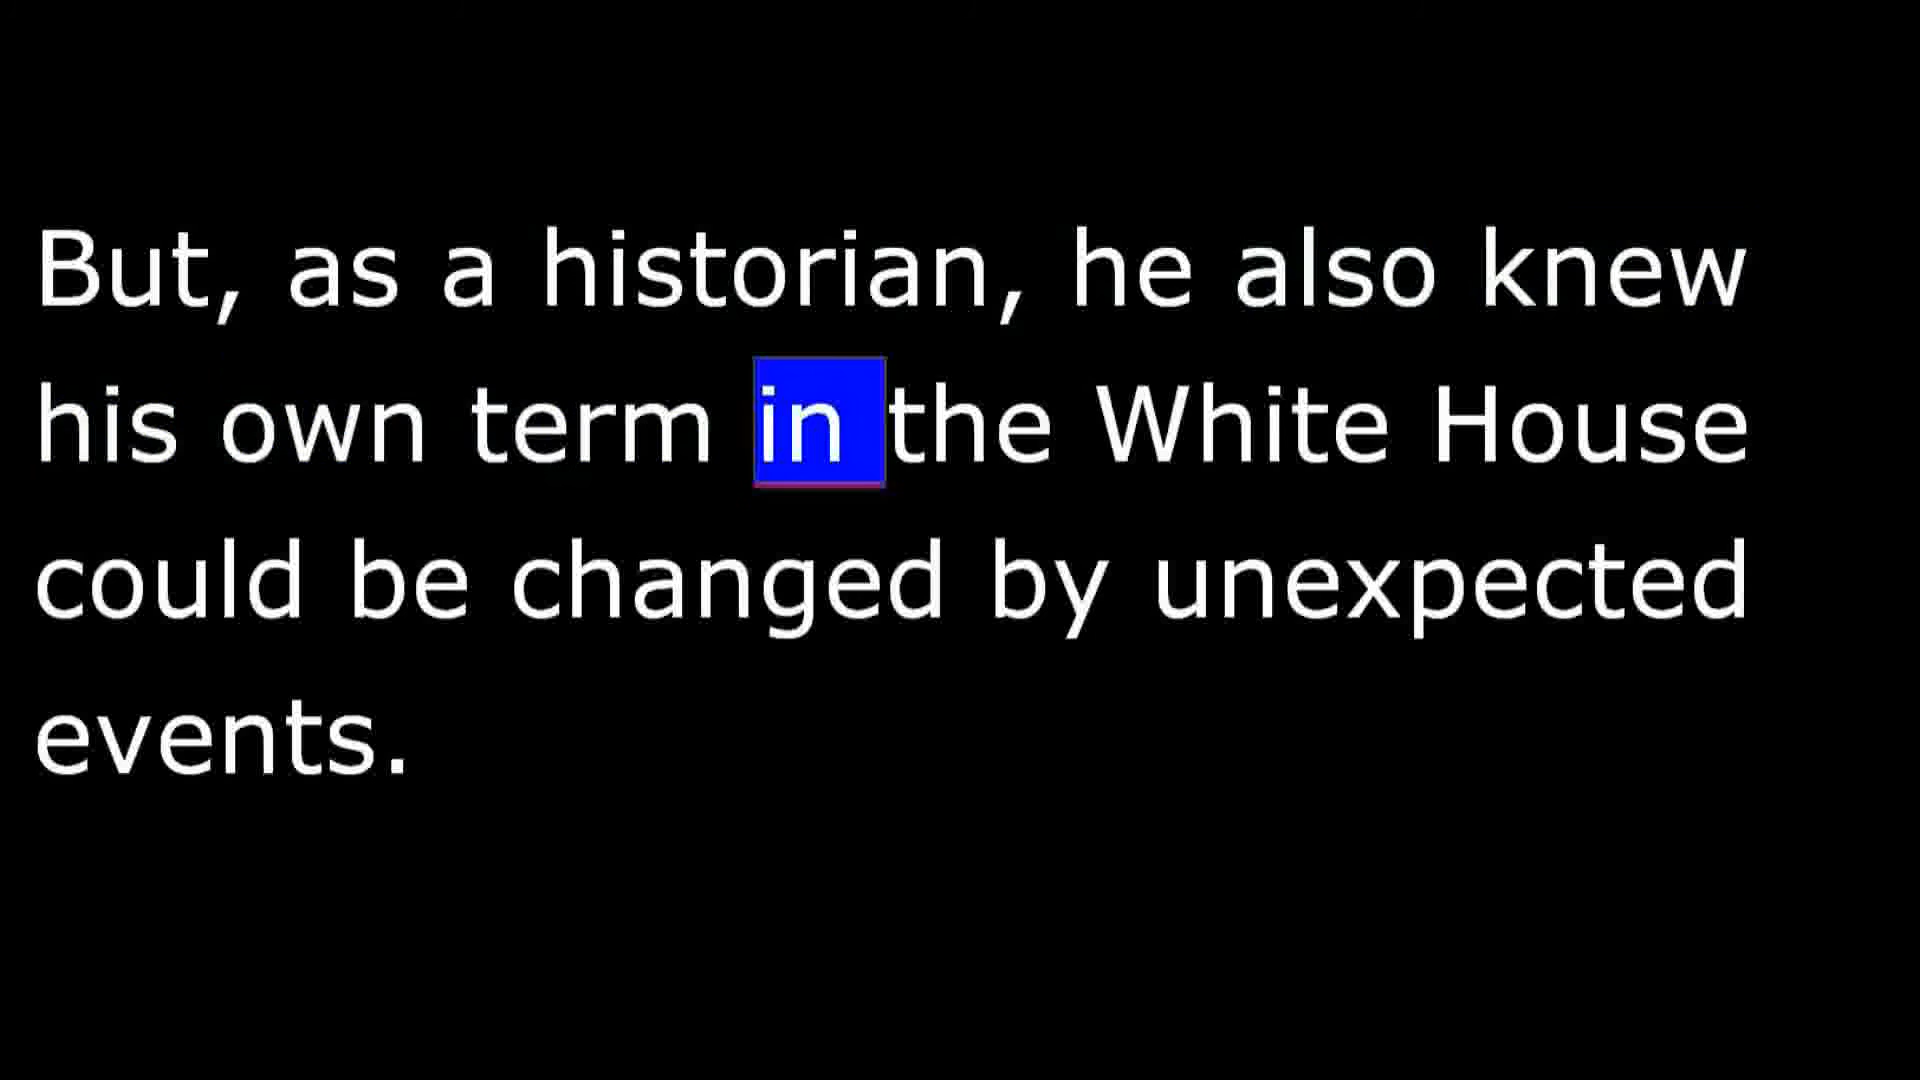 But, as a historian, he also knew
his own term in the White House
could be changed by unexpected
events.